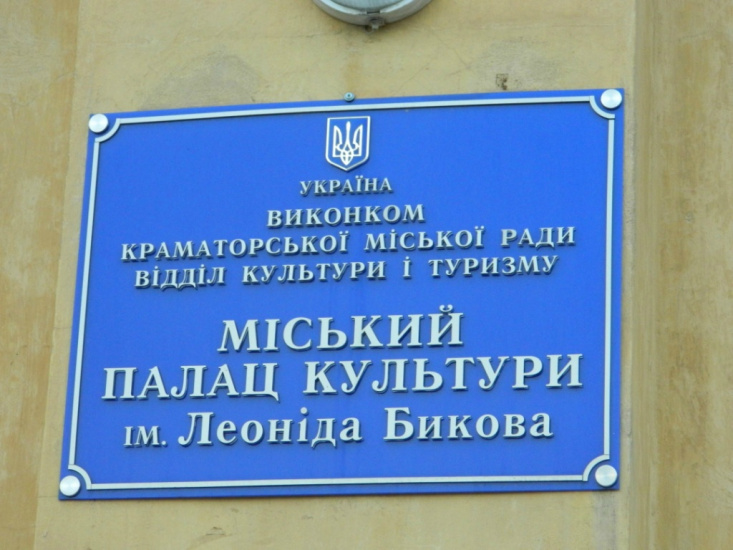 УКРАЇНА
ВИКОНКОМ
КРАМАТОРСЬКОЇ МІСЬКОЇ РАДИ
ВІДДІЛ КУЛЬТУРИ І ТУРИЗМУ
МІСЬКИЙ
ПАЛАЦ КУЛЬТУРИ
ІМ. Леоніда Бикова